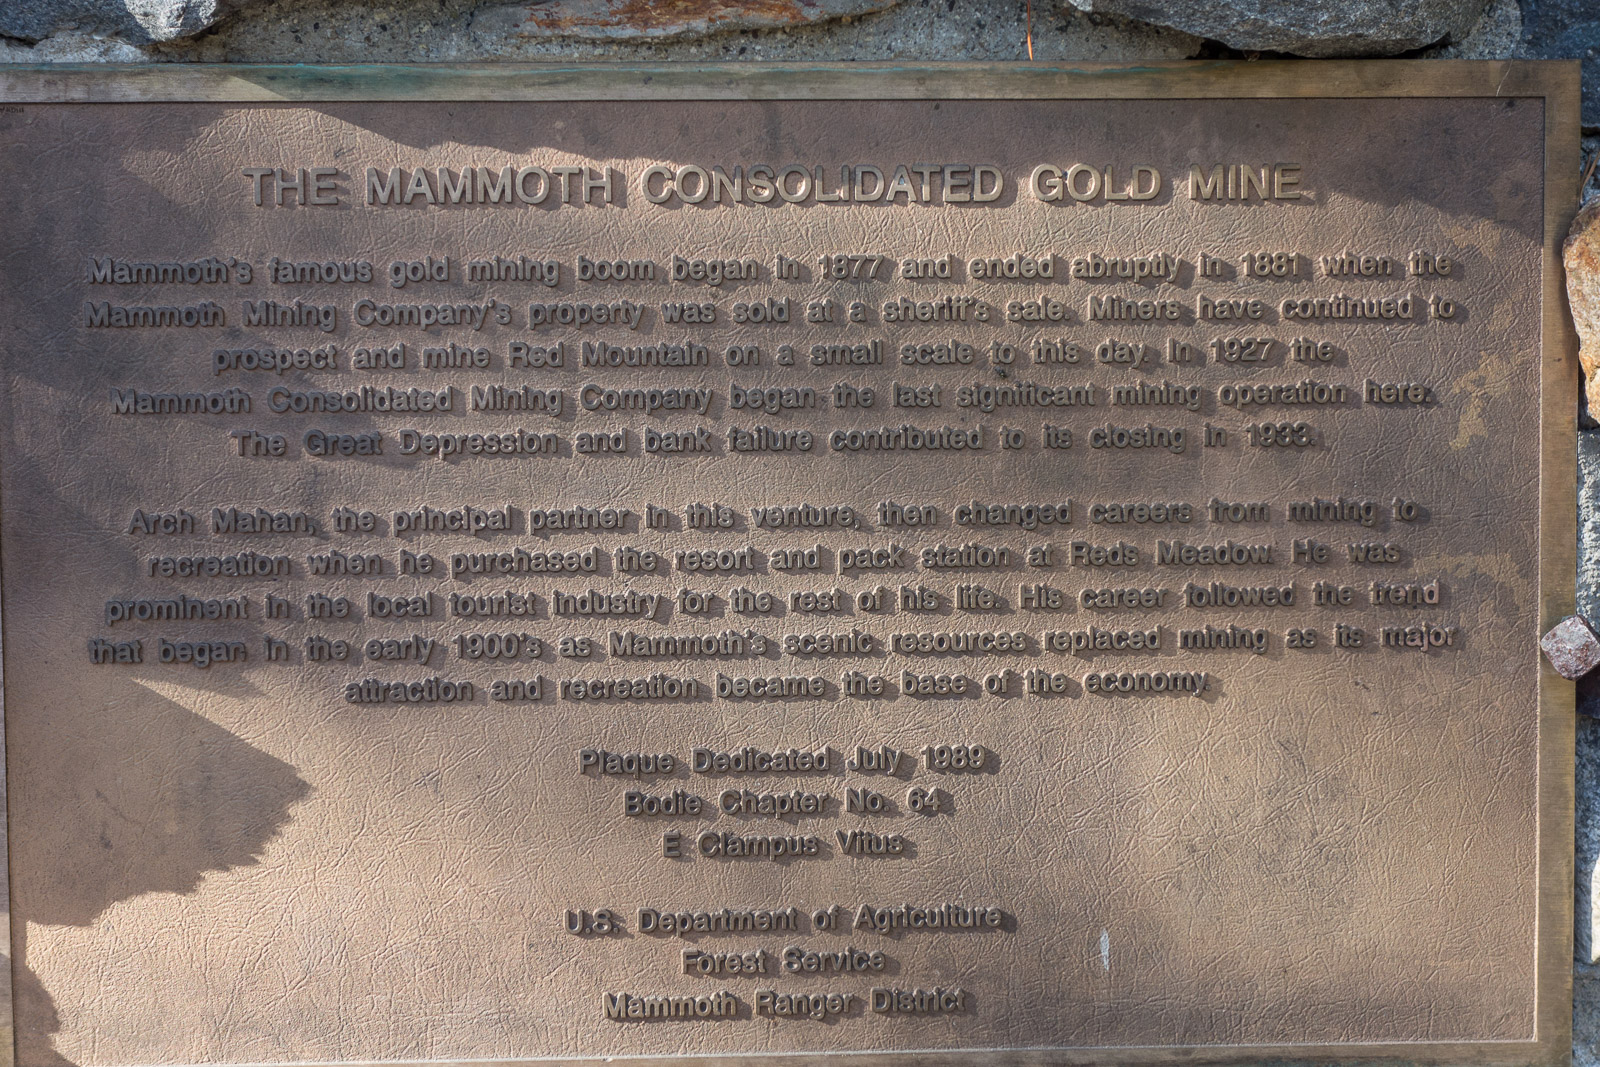 THE MAMMOTH CONSOLIDATED GOLD MINE
Mammoth's famous gold mining boom began in 1877 and ended abruptly in 1881 when the
Mammoth Mining Company's property was sold at a sheriff's sale. Miners have continued to
prospect and mine Red Mountain on a small scale to this day. In 1927 the
Mammoth Consolidated Mining Company began the last significant mining operation here.
The Great Depression and bank failure contributed to its closing in 1933.
Arch Mahan, the principal partner in this venture, then changed careers from mining to
recreation when he purchased the resort and pack station at Reds Meadow. He was
prominent in the local tourist industry for the rest of his life. His career followed the trend
that began in the early 1900's as Mammoth's scenic resources replaced mining as its major
attraction and recreation became the base of the economy.
Plaque Dedicated July 1989
Bodie Chapter No. 64
E Clampus Vitus
U.S. Department of Agriculture
Forest Service
Mammoth Ranger District